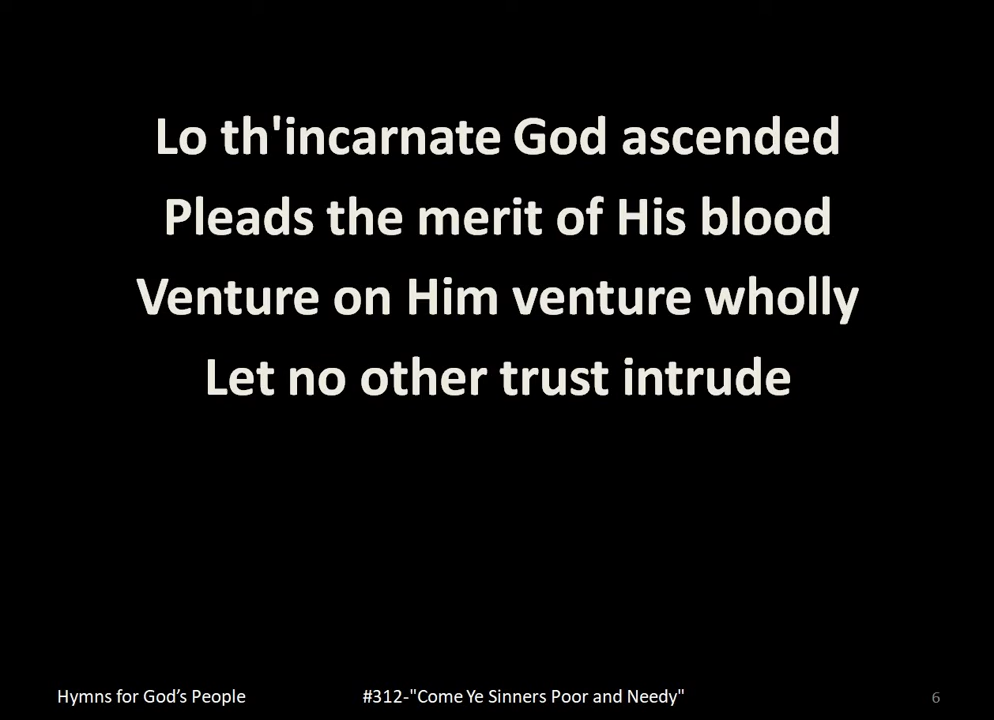 Lo th'incarnate God ascended
Pleads the merit of His blood
Venture on Him venture wholly
Let no other trust intrude
Hymns for God’s People #312-"Come Ye Sinners Poor and Needy" 6